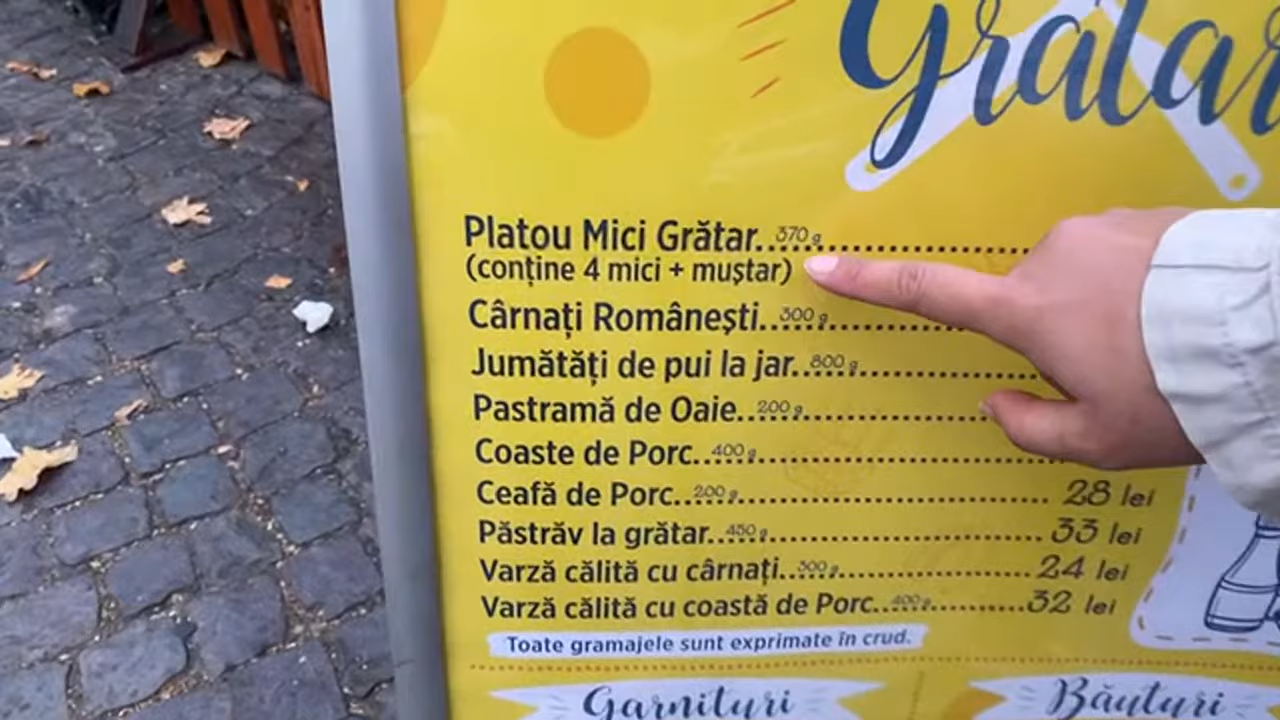 Grătar
Platou Mici Grătar..370 g
(conține 4 mici + muștar)
Cârnați Românești..300 g
Jumătăți de pui la jar..800 g
Pastramă de Oaie..200 g
Coaste de Porc..400 g
Ceafă de Porc..200 g 28 lei
Păstrăv la grătar..450 g 33 lei
Varză călită cu cârnați..300 g 24 lei
Varză călită cu coastă de Porc..400 g 32 lei
Toate gramajele sunt exprimate în crud.
Garnituri
Băuturi